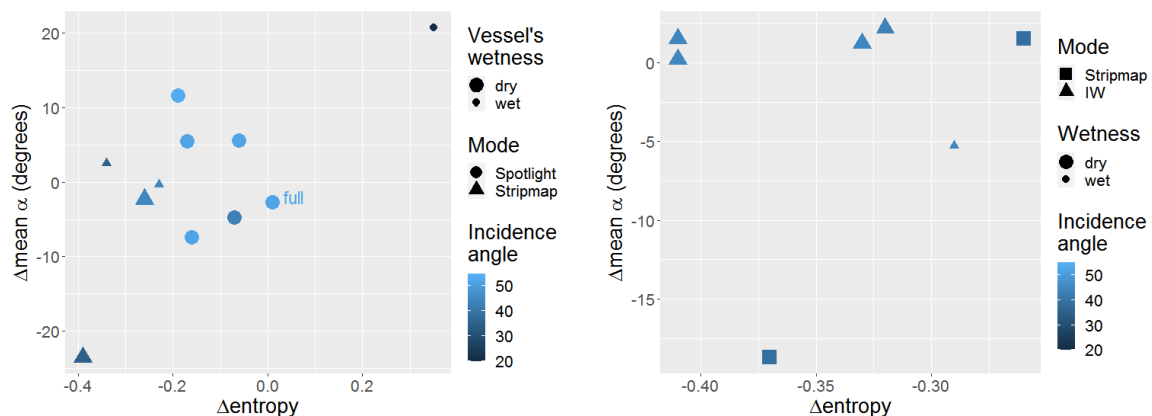 20
10
0
-10
-20
-0.4
-0.2
0.0
0.2
Δmean α (degrees)
Δentropy
full
Vessel's
wetness
dry
wet
Mode
Spotlight
Stripmap
Incidence
angle
50
40
30
20
0
-5
-10
-15
-0.40
-0.35
-0.30
Δmean α (degrees)
Δentropy
Mode
Stripmap
IW
Wetness
dry
wet
Incidence
angle
50
40
30
20